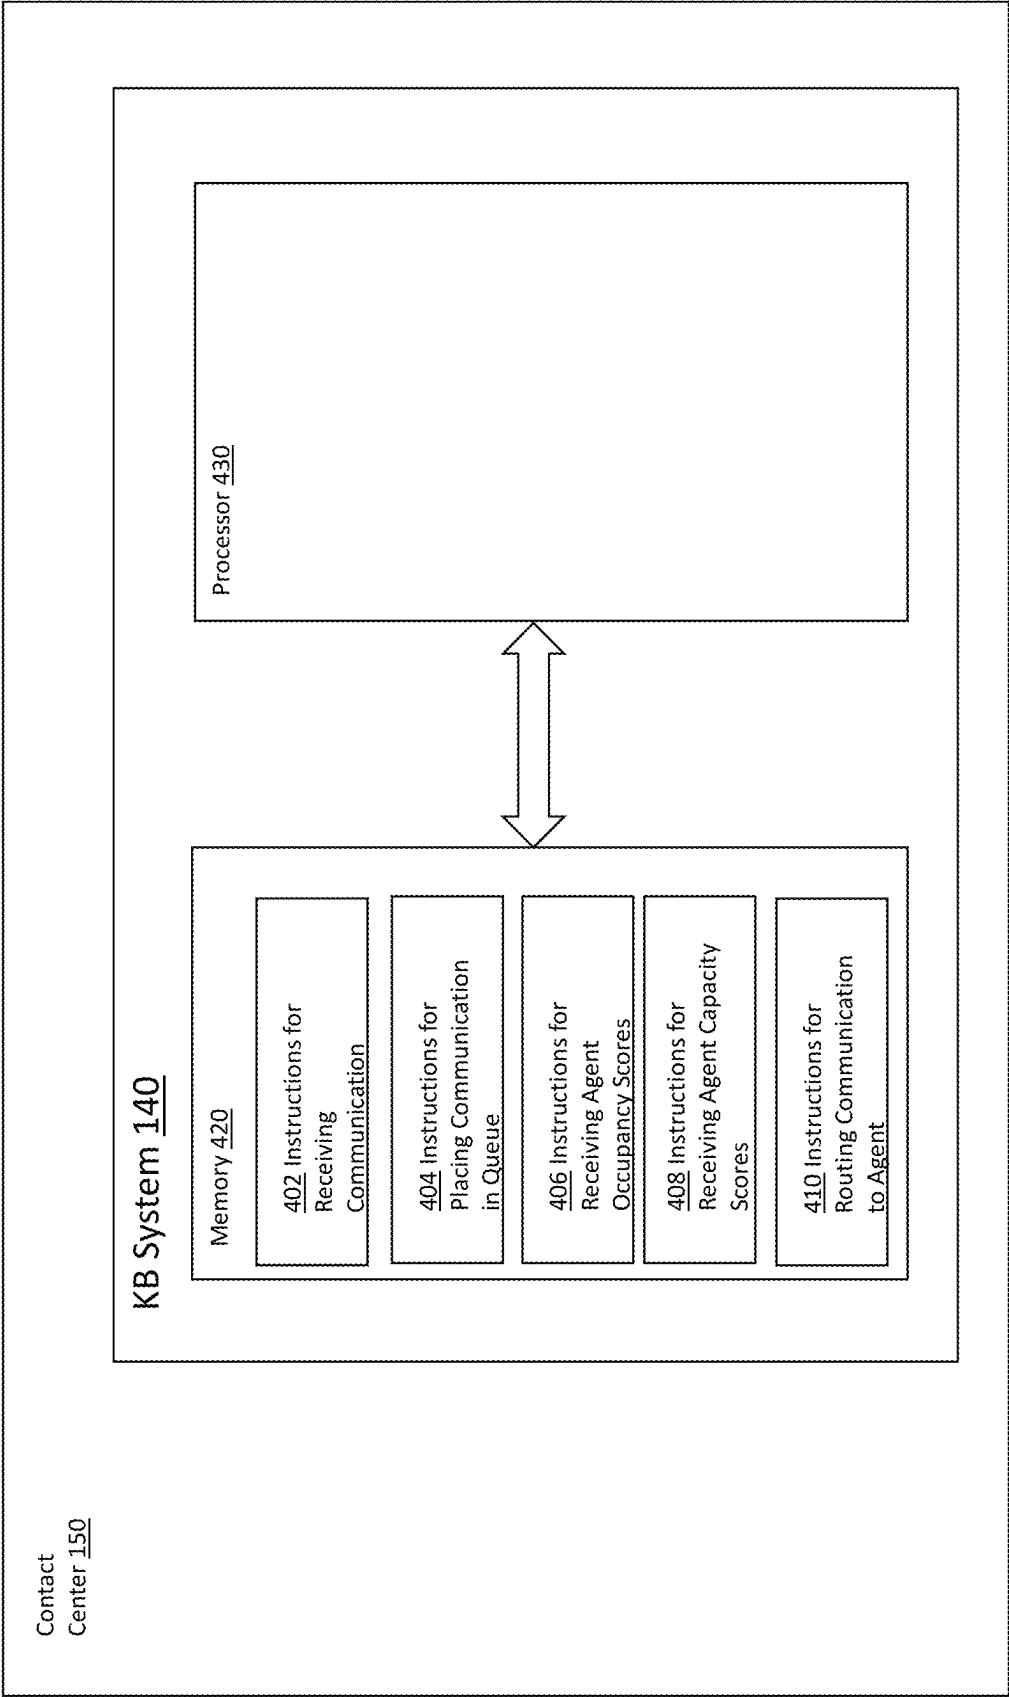 Contact
Center 150
KB System 140
Memory 420
402 Instructions for
Receiving
Communication
404 Instructions for
Placing Communication
in Queue
406 Instructions for
Receiving Agent
Occupancy Scores
408 Instructions for
Receiving Agent Capacity
Scores
410 Instructions for
Routing Communication
to Agent
Processor 430